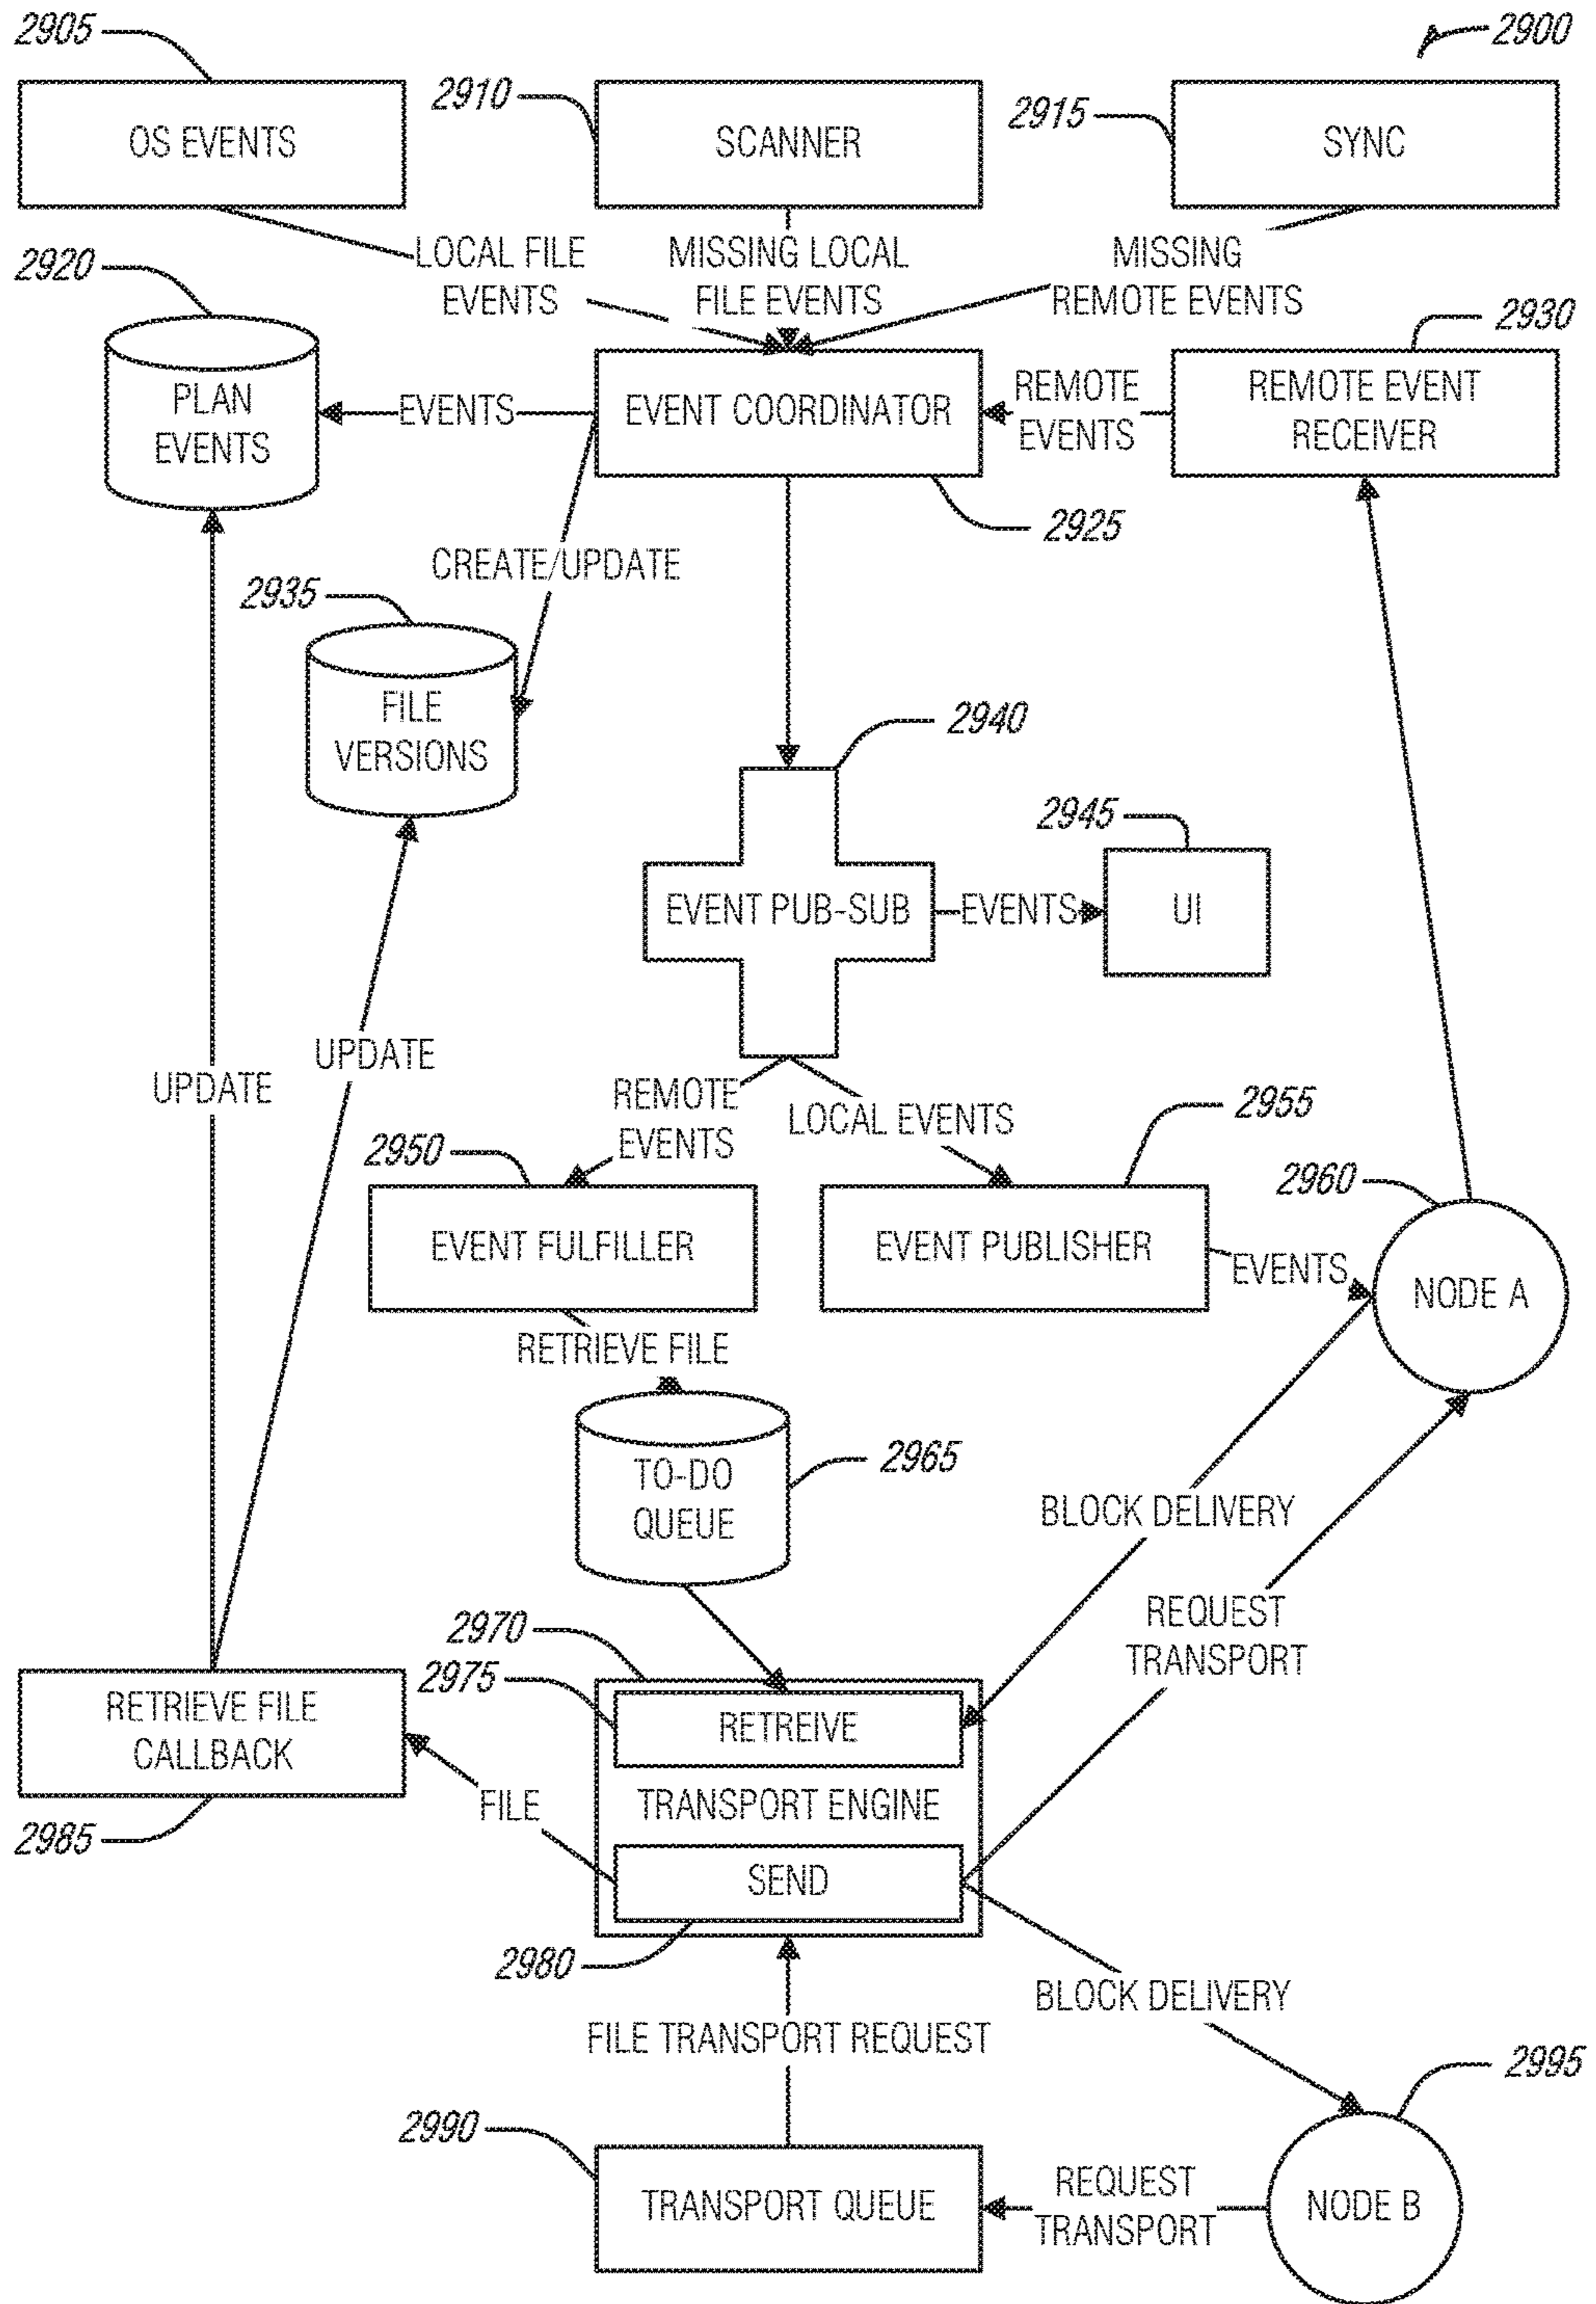 2905
2900
2910
2915
OS EVENTS
SCANNER
SYNC
LOCAL FILE
EVENTS
MISSING LOCAL
FILE EVENTS
MISSING
REMOTE EVENTS
2920
2930
PLAN
EVENTS
EVENTS
EVENT COORDINATOR
REMOTE
EVENTS
REMOTE EVENT
RECEIVER
2925
CREATE/UPDATE
2935
FILE
VERSIONS
2940
2945
EVENT PUB-SUB
EVENTS
UI
UPDATE
UPDATE
REMOTE
EVENTS
LOCAL EVENTS
2950
2955
2960
EVENT FULFILLER
EVENT PUBLISHER
EVENTS
NODE A
RETRIEVE FILE
TO-DO
QUEUE
2965
BLOCK DELIVERY
REQUEST
TRANSPORT
2970
2975
RETRIEVE FILE
CALLBACK
RETREIVE
2985
FILE
TRANSPORT ENGINE
SEND
2980
BLOCK DELIVERY
FILE TRANSPORT REQUEST
2995
2990
TRANSPORT QUEUE
REQUEST
TRANSPORT
NODE B